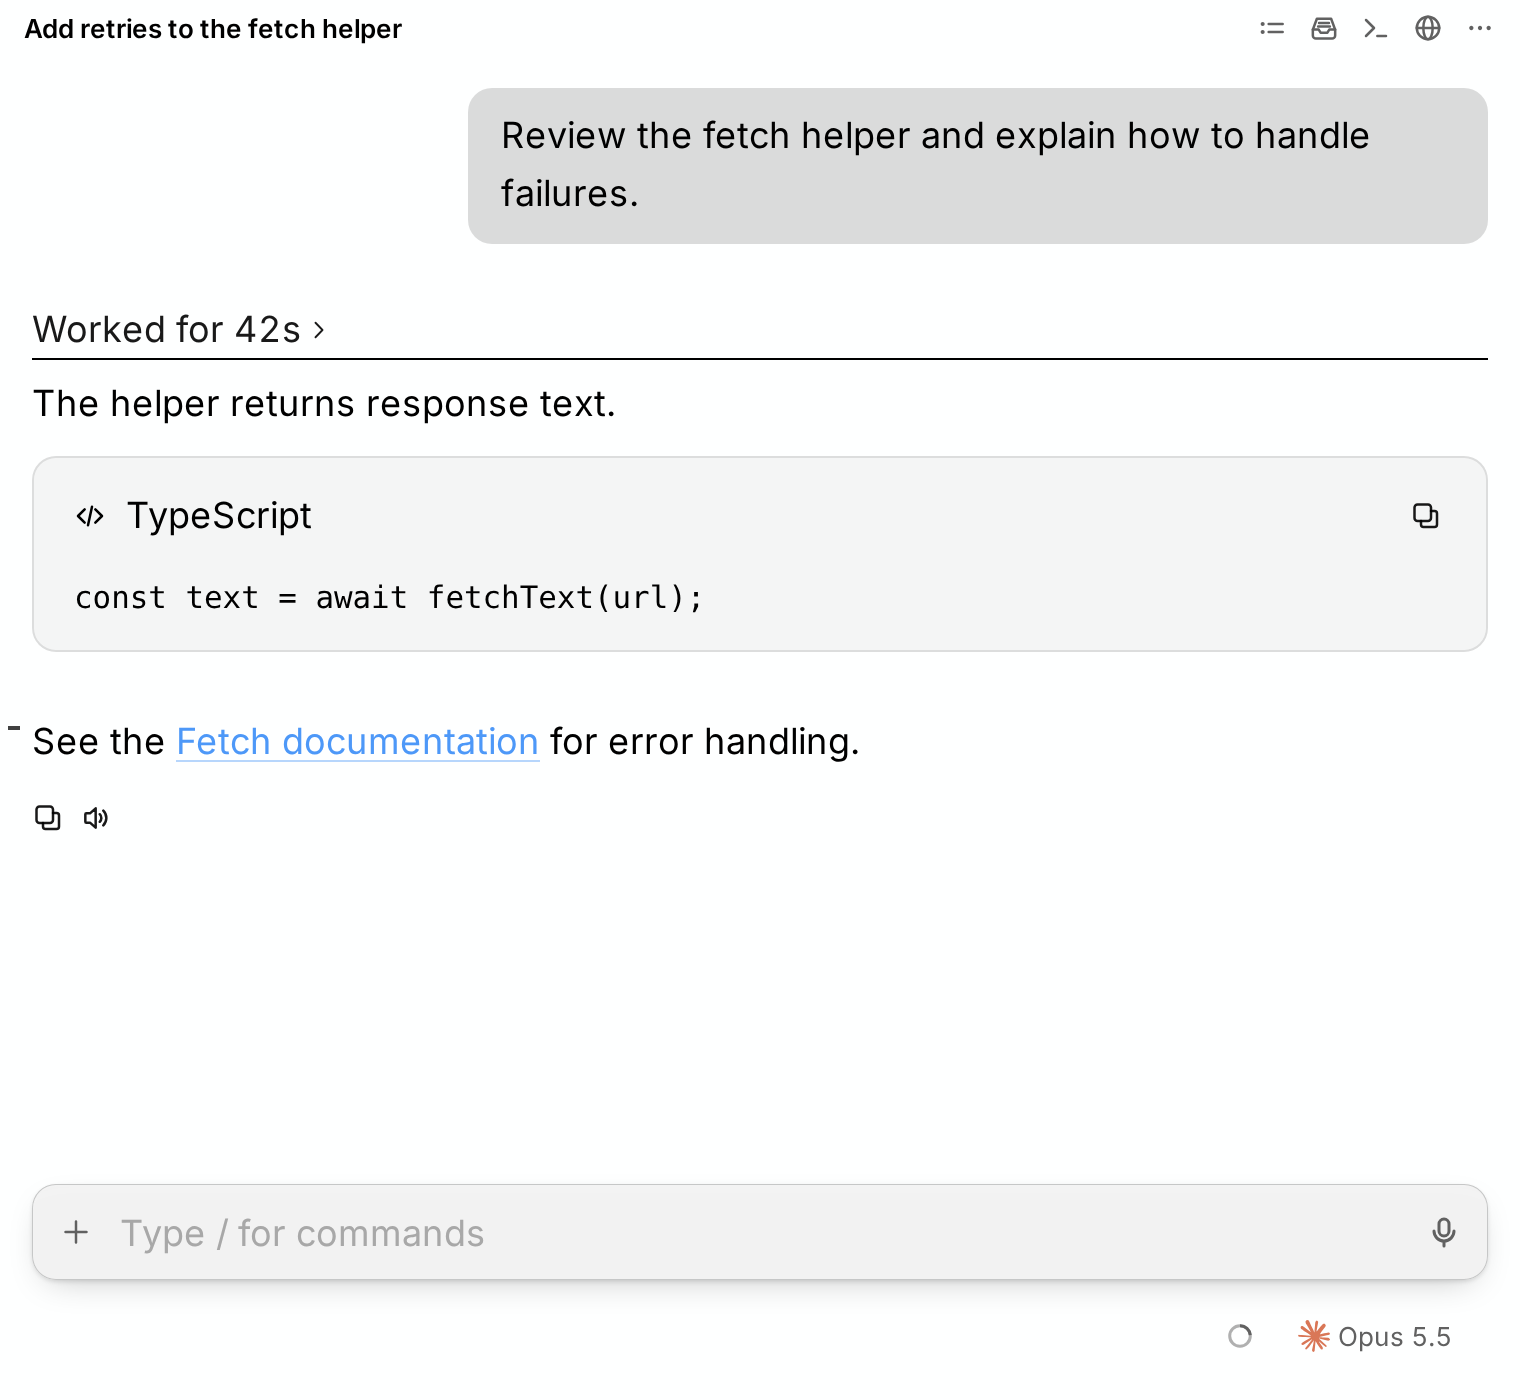 Add retries to the fetch helper
Review the fetch helper and explain how to handle
failures.
Worked for 42s
The helper returns response text.
TypeScript
const text = await fetchText(url);
See the Fetch documentation for error handling.
Type / for commands
Opus 5.5